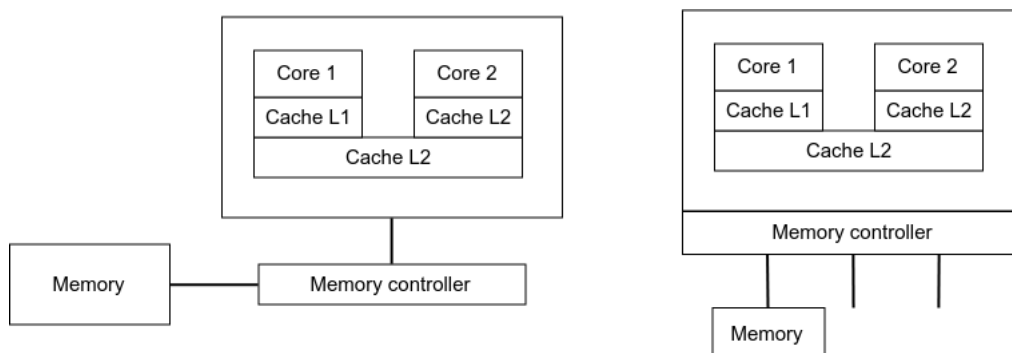 Core 1
Core 2
Cache L1
Cache L2
Cache L2
Memory
Memory controller
Core 1
Core 2
Cache L1
Cache L2
Cache L2
Memory controller
Memory